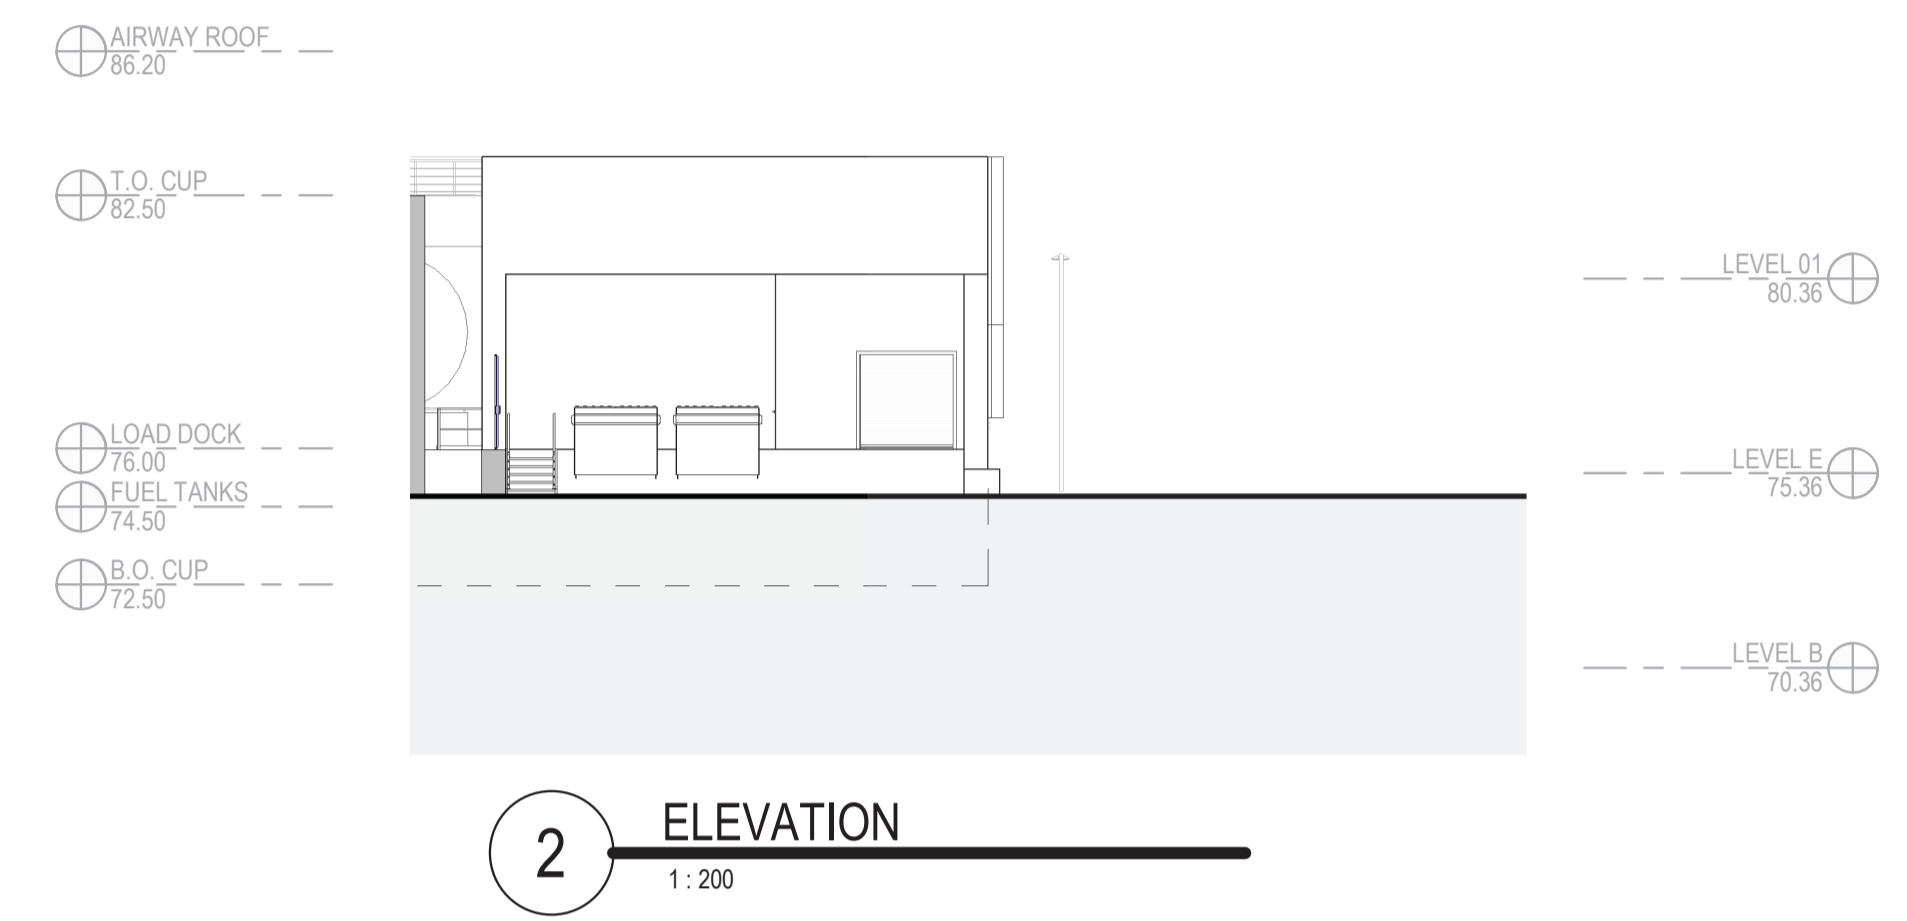 AIRWAY ROOF
86.20
T.O. CUP
82.50
LEVEL 01
80.36
LOAD DOCK
76.00
LEVEL E
75.36
FUEL TANKS
74.50
B.O. CUP
72.50
LEVEL B
70.36
2
ELEVATION
1 : 200